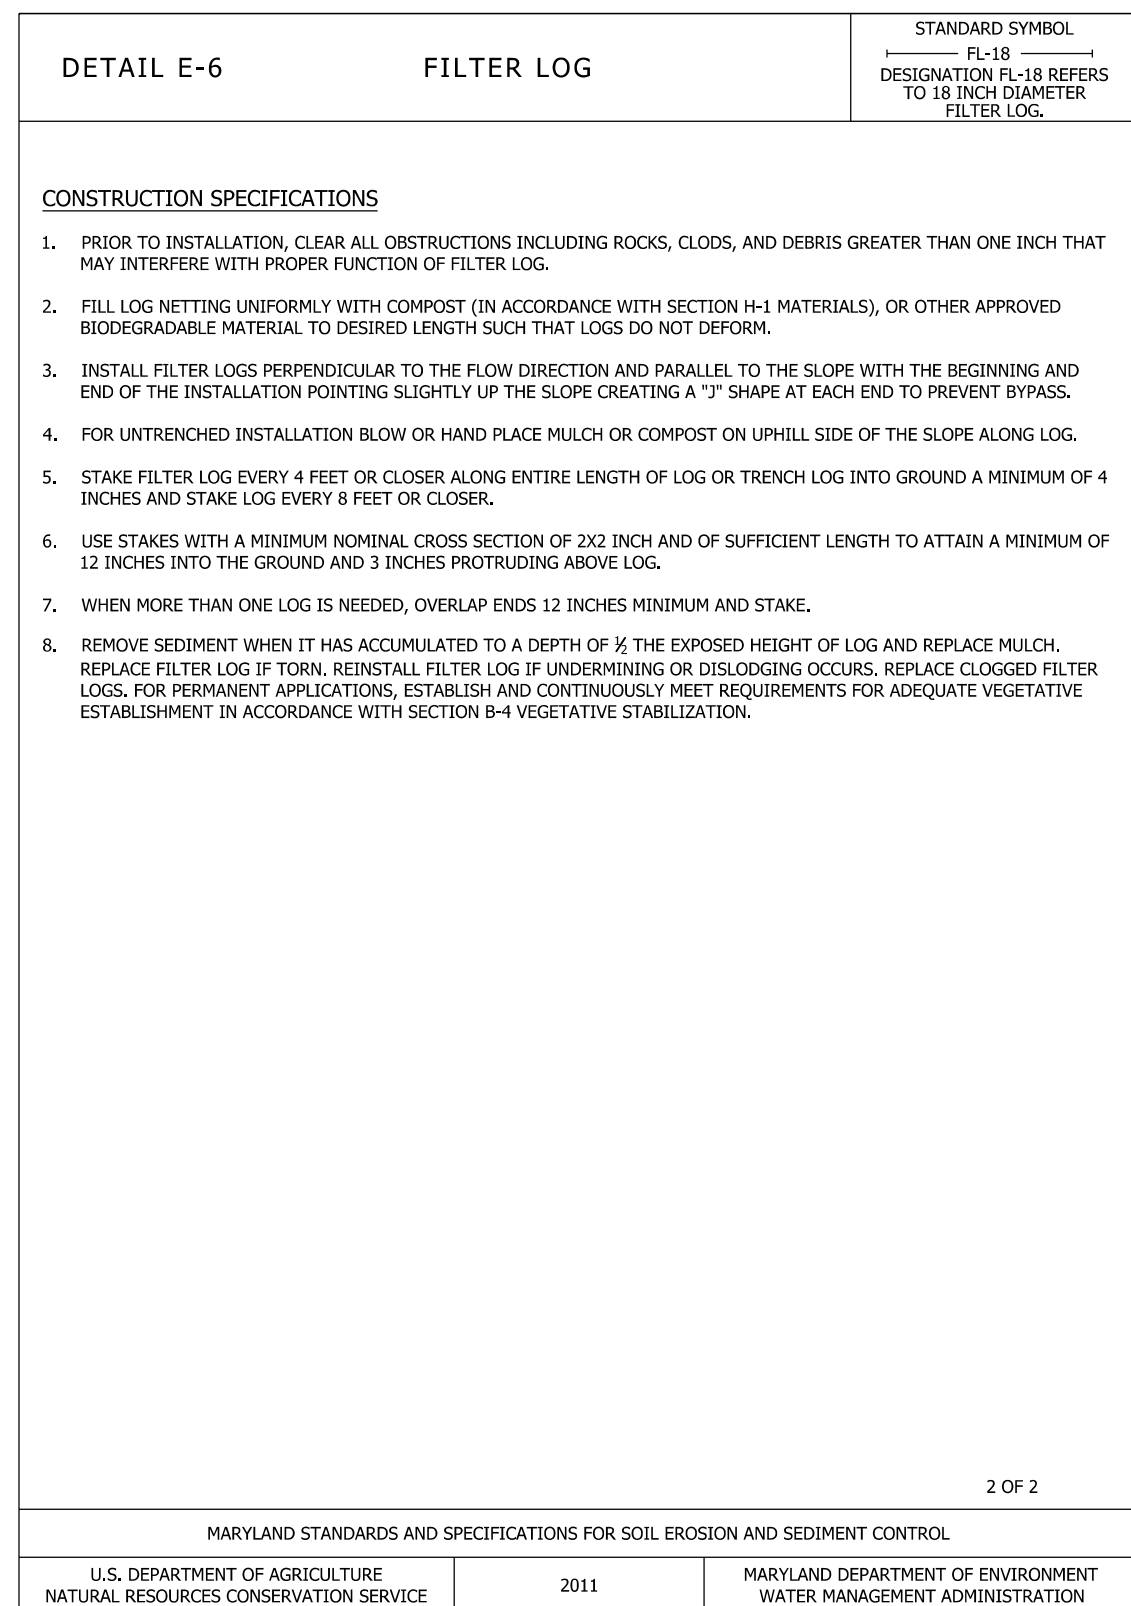 DETAIL E-6
FILTER LOG
STANDARD SYMBOL
FL-18
DESIGNATION FL-18 REFERS
TO 18 INCH DIAMETER
FILTER LOG.
CONSTRUCTION SPECIFICATIONS
1. PRIOR TO INSTALLATION, CLEAR ALL OBSTRUCTIONS INCLUDING ROCKS, CLODS, AND DEBRIS GREATER THAN ONE INCH THAT
MAY INTERFERE WITH PROPER FUNCTION OF FILTER LOG.
2. FILL LOG NETTING UNIFORMLY WITH COMPOST (IN ACCORDANCE WITH SECTION H-1 MATERIALS), OR OTHER APPROVED
BIODEGRADABLE MATERIAL TO DESIRED LENGTH SUCH THAT LOGS DO NOT DEFORM.
3. INSTALL FILTER LOGS PERPENDICULAR TO THE FLOW DIRECTION AND PARALLEL TO THE SLOPE WITH THE BEGINNING AND
END OF THE INSTALLATION POINTING SLIGHTLY UP THE SLOPE CREATING A "J" SHAPE AT EACH END TO PREVENT BYPASS.
4. FOR UNTRENCHED INSTALLATION BLOW OR HAND PLACE MULCH OR COMPOST ON UPHILL SIDE OF THE SLOPE ALONG LOG.
5. STAKE FILTER LOG EVERY 4 FEET OR CLOSER ALONG ENTIRE LENGTH OF LOG OR TRENCH LOG INTO GROUND A MINIMUM OF 4
INCHES AND STAKE LOG EVERY 8 FEET OR CLOSER.
6. USE STAKES WITH A MINIMUM NOMINAL CROSS SECTION OF 2X2 INCH AND OF SUFFICIENT LENGTH TO ATTAIN A MINIMUM OF
12 INCHES INTO THE GROUND AND 3 INCHES PROTRUDING ABOVE LOG.
7. WHEN MORE THAN ONE LOG IS NEEDED, OVERLAP ENDS 12 INCHES MINIMUM AND STAKE.
8. REMOVE SEDIMENT WHEN IT HAS ACCUMULATED TO A DEPTH OF ½ THE EXPOSED HEIGHT OF LOG AND REPLACE MULCH.
REPLACE FILTER LOG IF TORN. REINSTALL FILTER LOG IF UNDERMINING OR DISLODGING OCCURS. REPLACE CLOGGED FILTER
LOGS. FOR PERMANENT APPLICATIONS, ESTABLISH AND CONTINUOUSLY MEET REQUIREMENTS FOR ADEQUATE VEGETATIVE
ESTABLISHMENT IN ACCORDANCE WITH SECTION B-4 VEGETATIVE STABILIZATION.
2 OF 2
MARYLAND STANDARDS AND SPECIFICATIONS FOR SOIL EROSION AND SEDIMENT CONTROL
U.S. DEPARTMENT OF AGRICULTURE
NATURAL RESOURCES CONSERVATION SERVICE
2011
MARYLAND DEPARTMENT OF ENVIRONMENT
WATER MANAGEMENT ADMINISTRATION